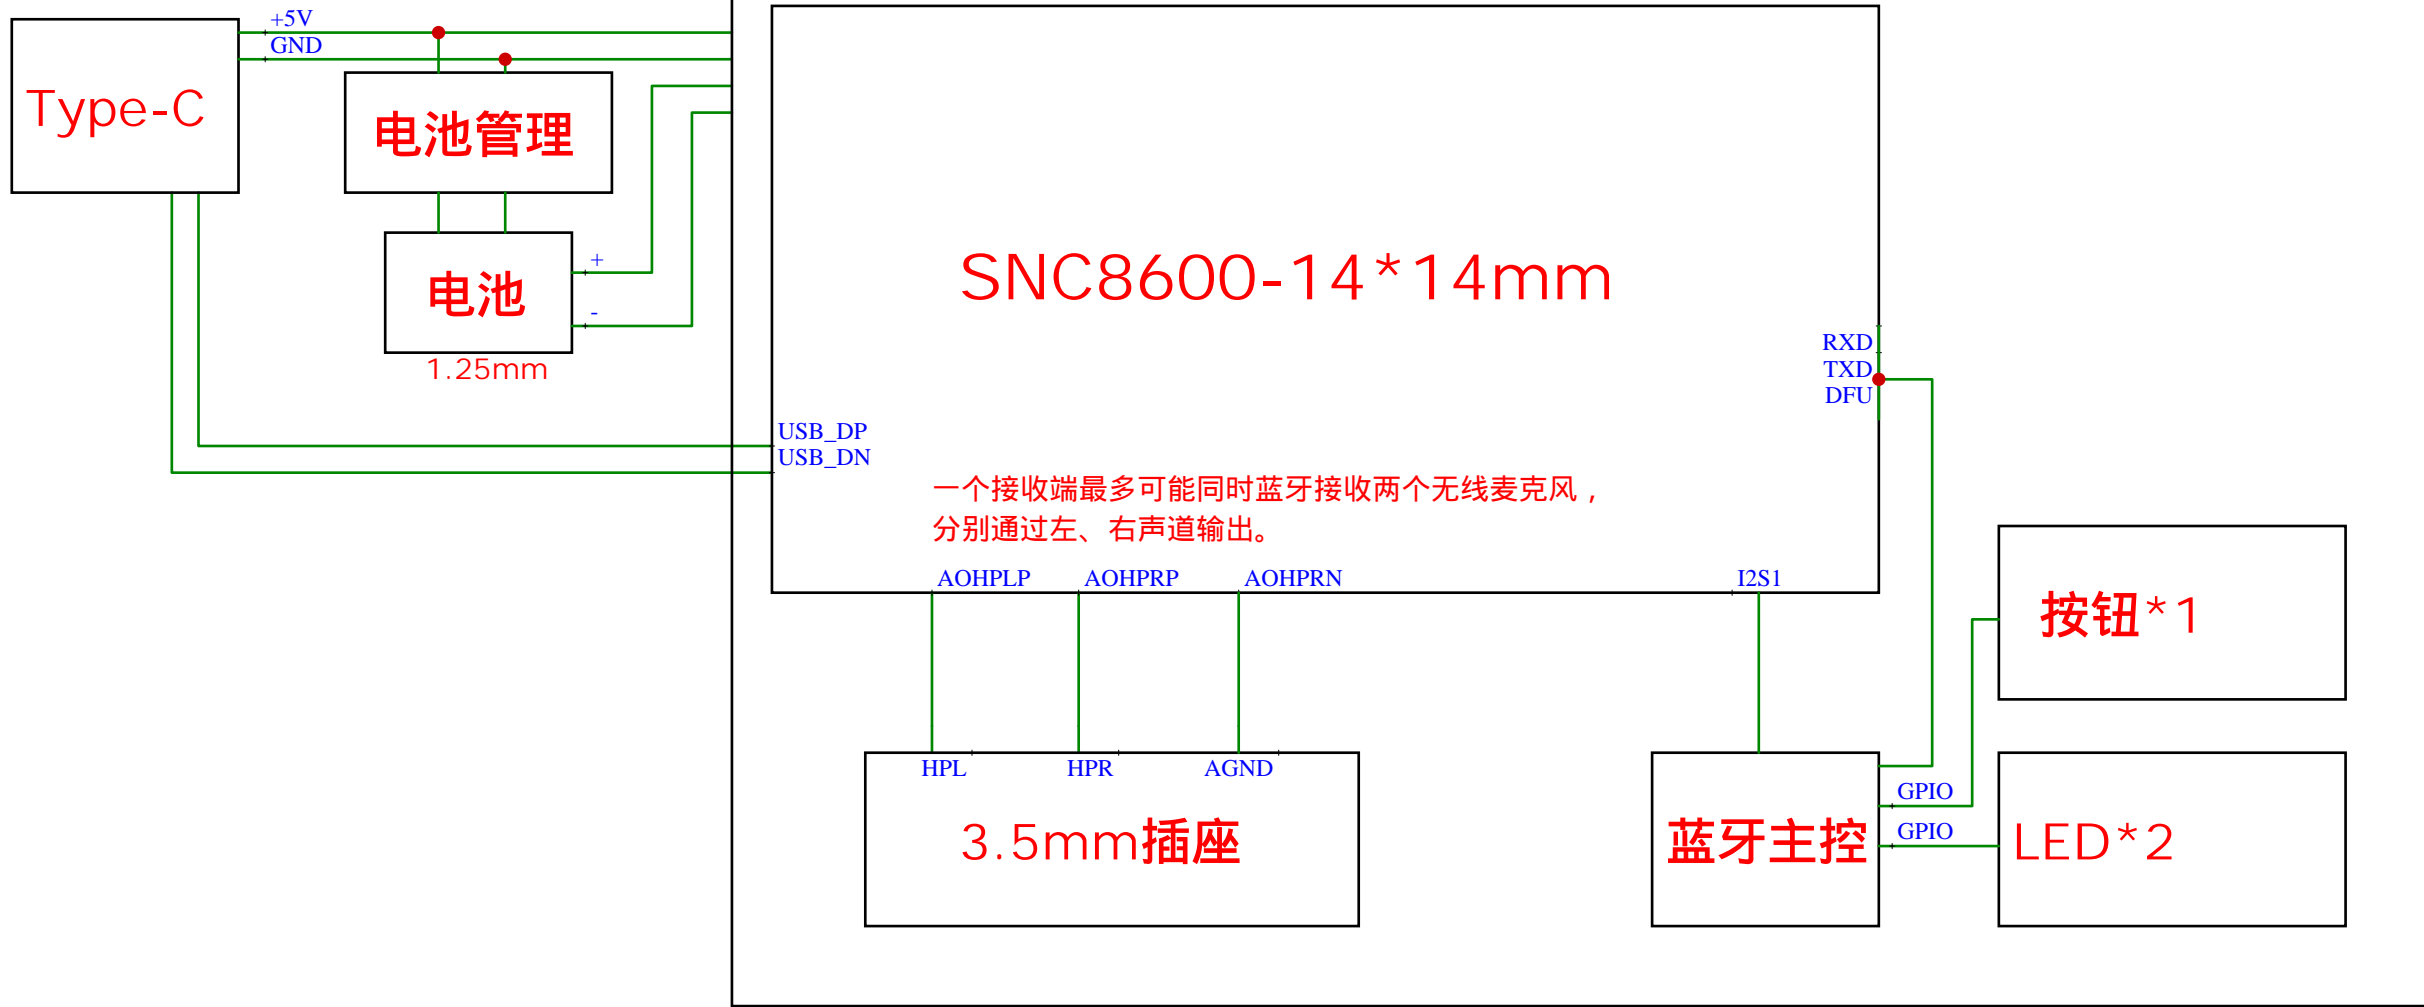 +5V
GND
Type-C
电池管理
+
电池
-
1.25mm
SNC8600-14*14mm
RXD
TXD
DFU
USB_DP
USB_DN
一个接收端最多可能同时蓝牙接收两个无线麦克风，
分别通过左、右声道输出。
AOHPLP AOHPRP AOHPRN I2S1
按钮*1
HPL HPR AGND
3.5mm插座
蓝牙主控
GPIO
GPIO
LED*2